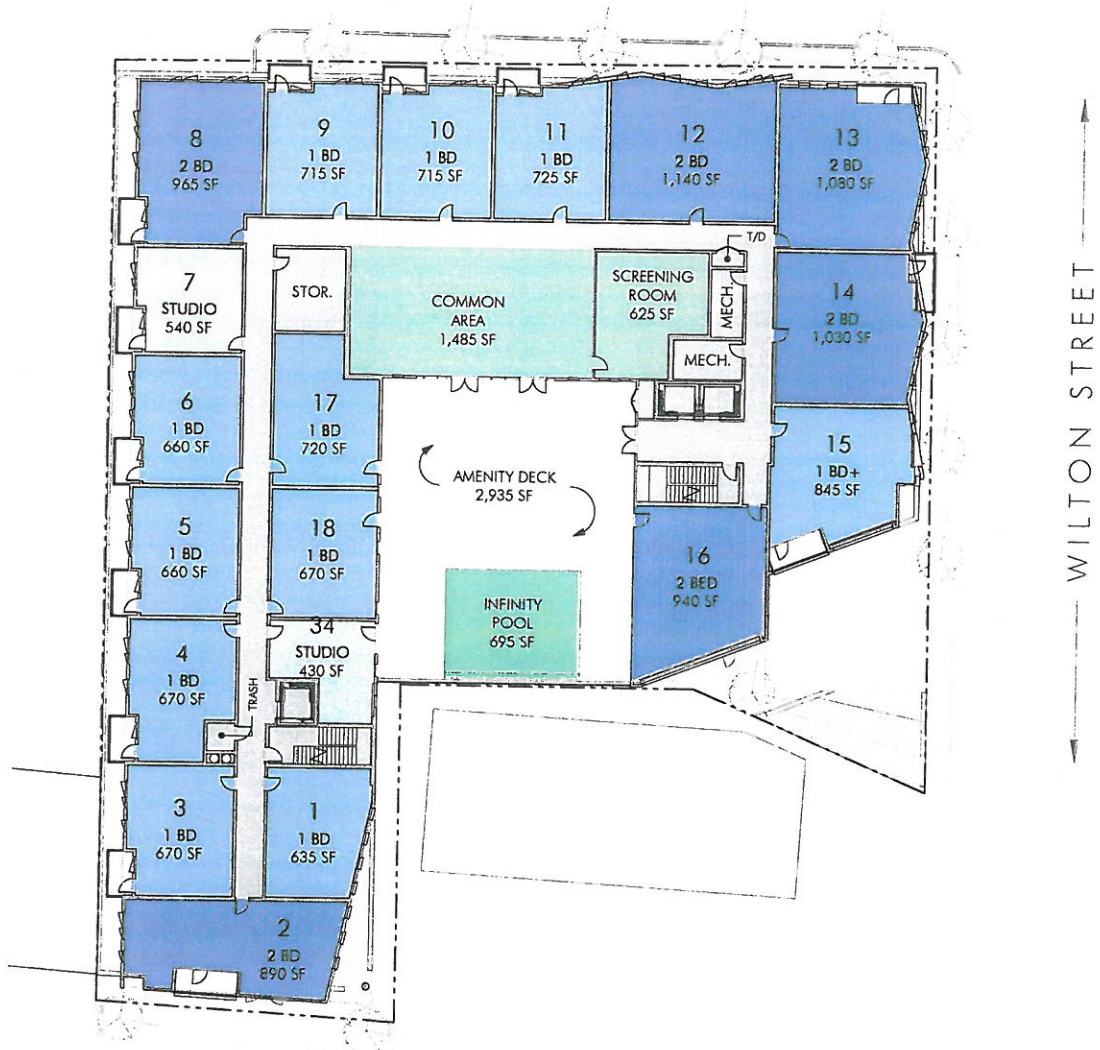 8
2 BD
965 SF
9
1 BD
715 SF
10
1 BD
715 SF
11
1 BD
725 SF
12
2 BD
1,140 SF
13
2 BD
1,080 SF
T/D
7
STUDIO
540 SF
STOR.
COMMON
AREA
1,485 SF
SCREENING
ROOM
625 SF
MECH.
MECH.
14
2 BD
1,030 SF
6
1 BD
660 SF
17
1 BD
720 SF
15
1 BD+
845 SF
AMENITY DECK
2,935 SF
5
1 BD
660 SF
18
1 BD
670 SF
16
2 BED
940 SF
INFINITY
POOL
695 SF
34
STUDIO
430 SF
4
1 BD
670 SF
TRASH
3
1 BD
670 SF
1
1 BD
635 SF
2
2 BD
890 SF
WILTON STREET